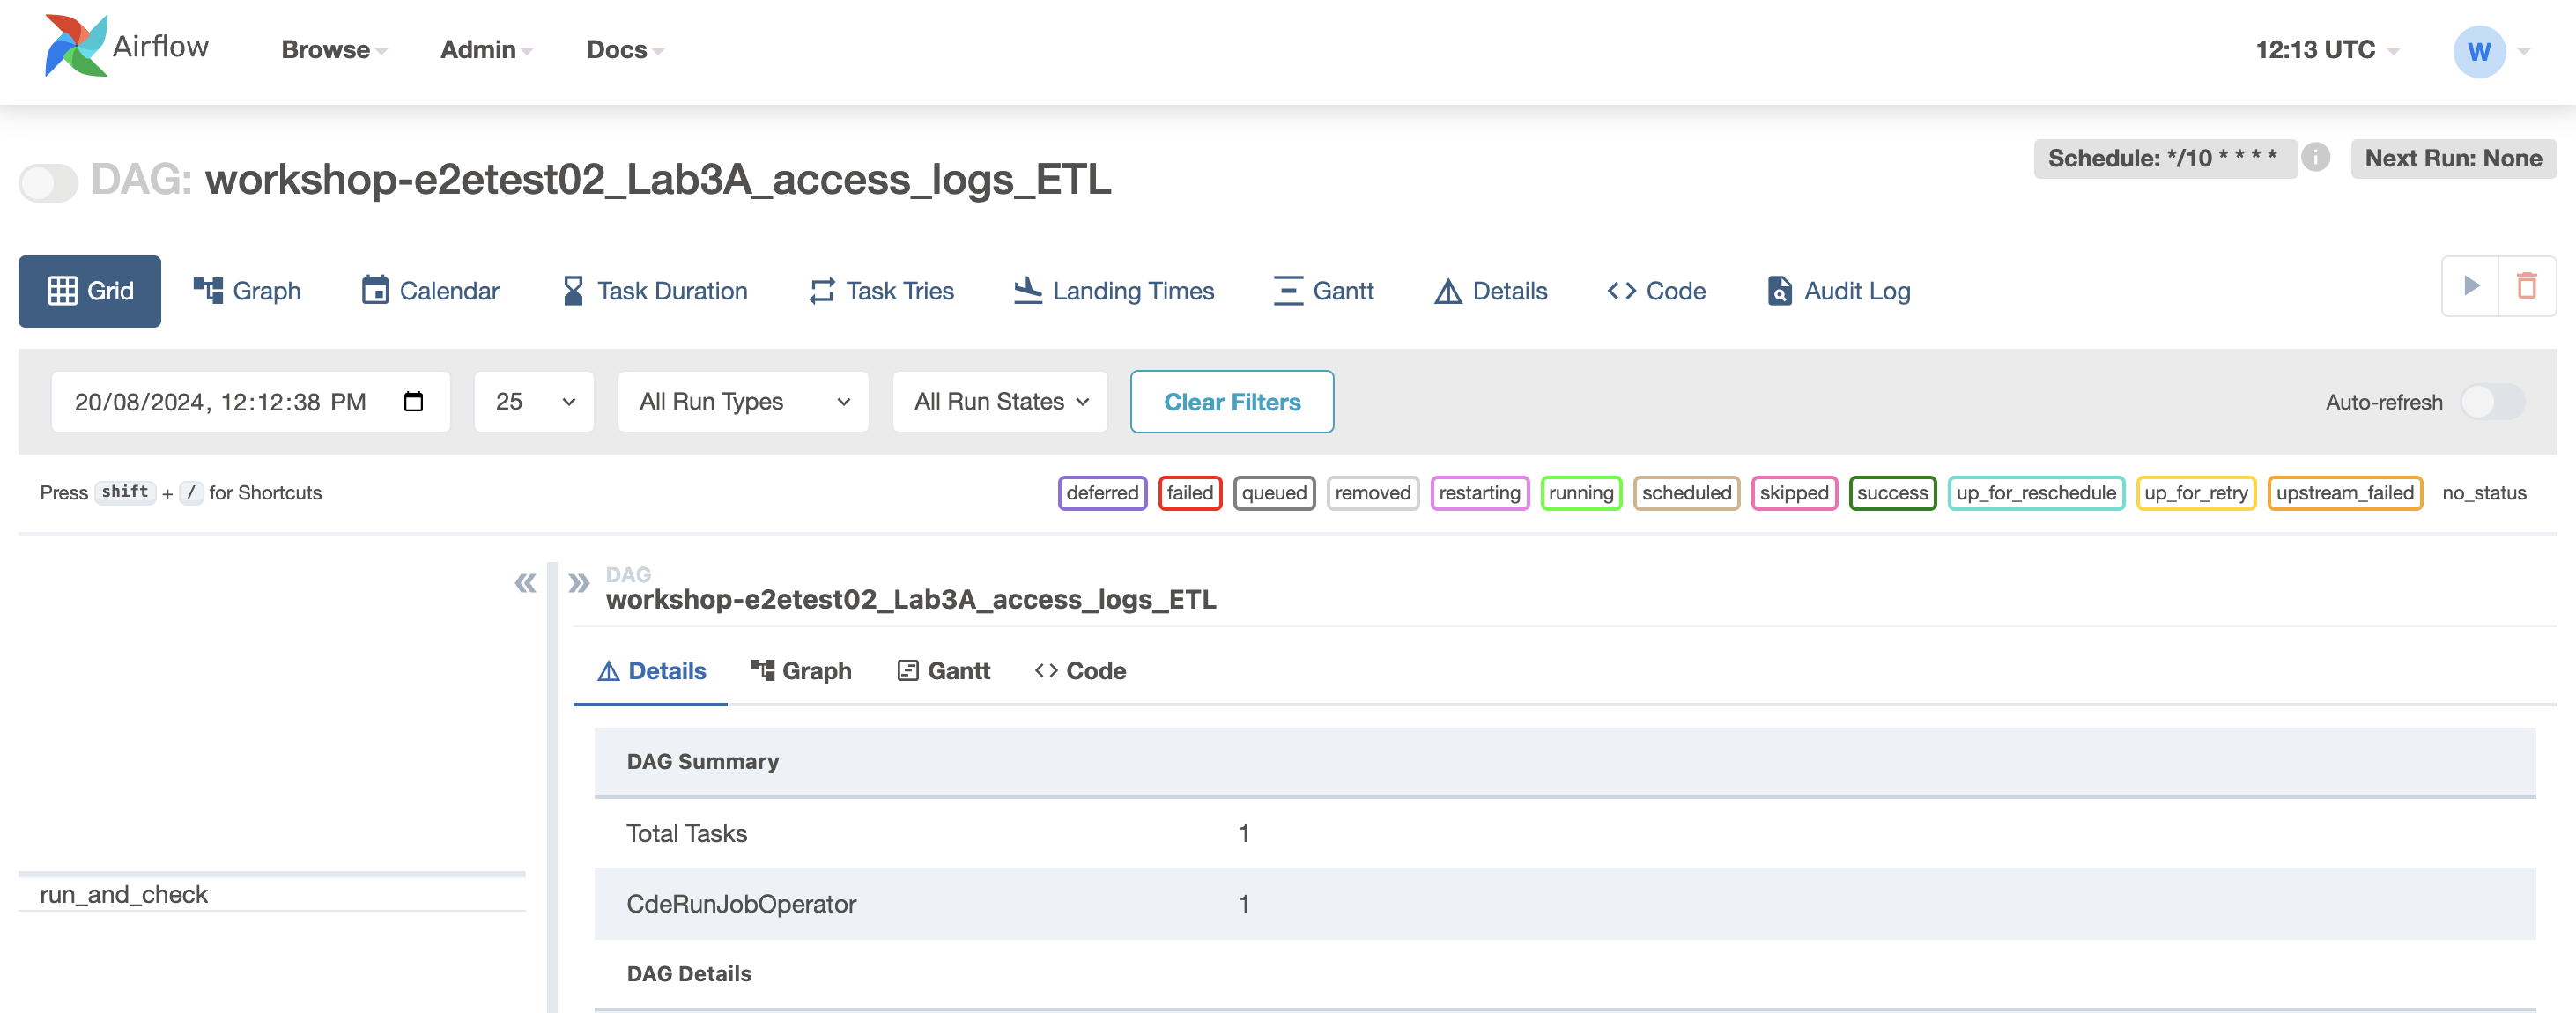 Airflow Browse Admin Docs 12:13 UTC W
DAG: workshop-e2etest02_Lab3A_access_logs_ETL Schedule: */10 * * * * i Next Run: None
Grid Graph Calendar Task Duration Task Tries Landing Times Gantt Details <> Code Audit Log
20/08/2024, 12:12:38 PM 25 All Run Types All Run States Clear Filters Auto-refresh
Press shift + / for Shortcuts deferred failed queued removed restarting running scheduled skipped success up_for_reschedule up_for_retry upstream_failed no_status
« » DAG
workshop-e2etest02_Lab3A_access_logs_ETL
Details Graph Gantt <> Code
DAG Summary
Total Tasks 1
run_and_check
CdeRunJobOperator 1
DAG Details